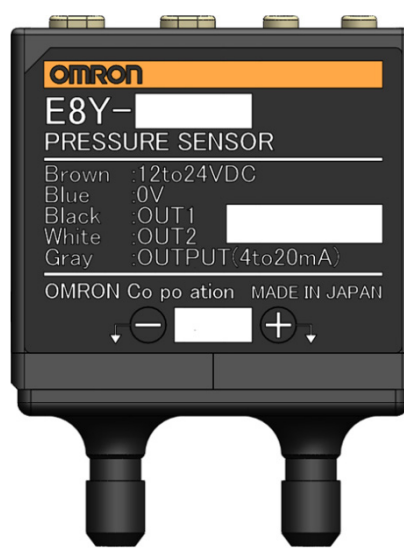 OMRON
E8Y-
PRESSURE SENSOR
Brown :12to24VDC
Blue :0V
Black :OUT1
White :OUT2
Gray :OUTPUT(4to20mA)
OMRON Co po ation MADE IN JAPAN
- +